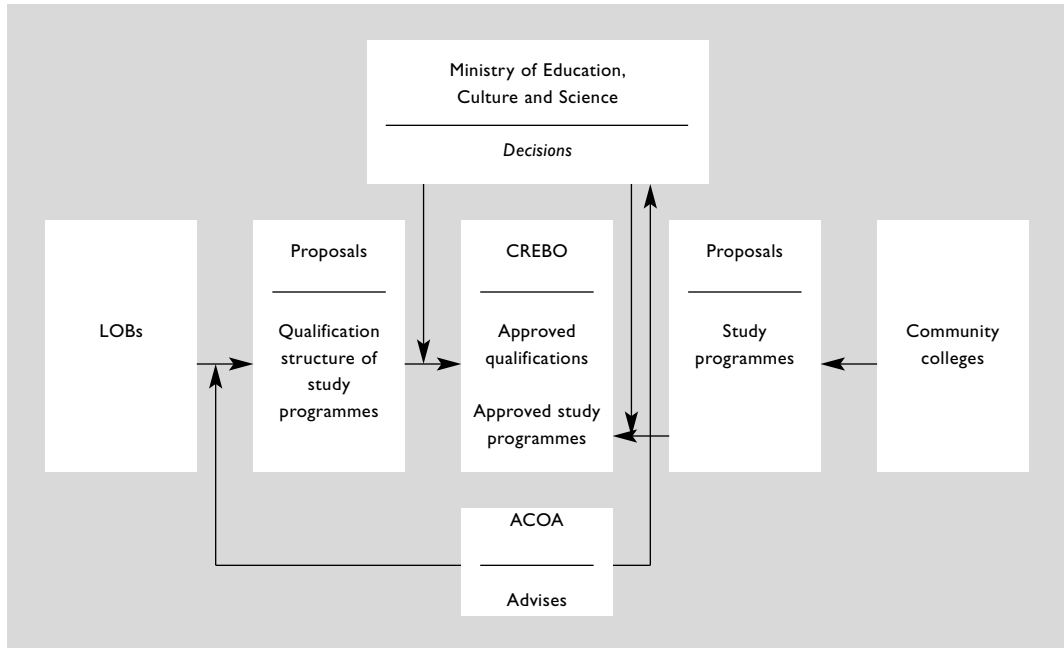 Ministry of Education,
Culture and Science
Decisions
LOBs
Proposals
Qualification
structure of
study
programmes
CREBO
Approved
qualifications
Approved study
programmes
Proposals
Study
programmes
Community
colleges
ACOA
Advises